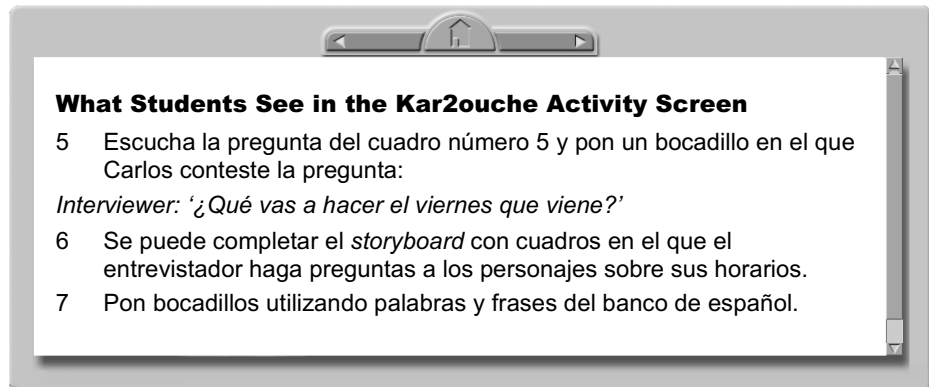 What Students See in the Kar2ouche Activity Screen
5 Escucha la pregunta del cuadro número 5 y pon un bocadillo en el que
Carlos conteste la pregunta:
Interviewer: ‘¿Qué vas a hacer el viernes que viene?’
6 Se puede completar el storyboard con cuadros en el que el
entrevistador haga preguntas a los personajes sobre sus horarios.
7 Pon bocadillos utilizando palabras y frases del banco de español.